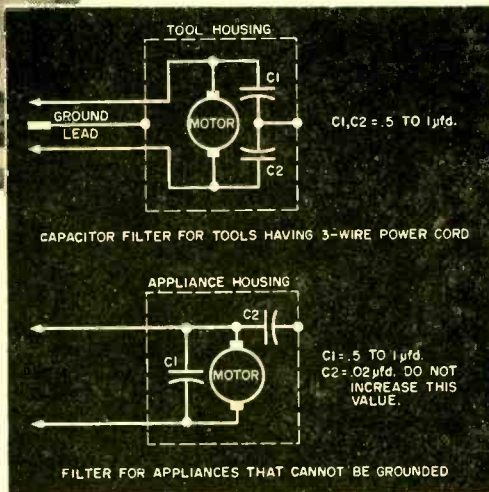 TOOL HOUSING
C1
GROUND
LEAD
MOTOR
C1,C2 = .5 TO 1 µfd.
C2
CAPACITOR FILTER FOR TOOLS HAVING 3-WIRE POWER CORD
APPLIANCE HOUSING
C2
C1
MOTOR
C1 = .5 TO 1 µfd.
C2 = .02 µfd. DO NOT
INCREASE THIS
VALUE.
FILTER FOR APPLIANCES THAT CANNOT BE GROUNDED